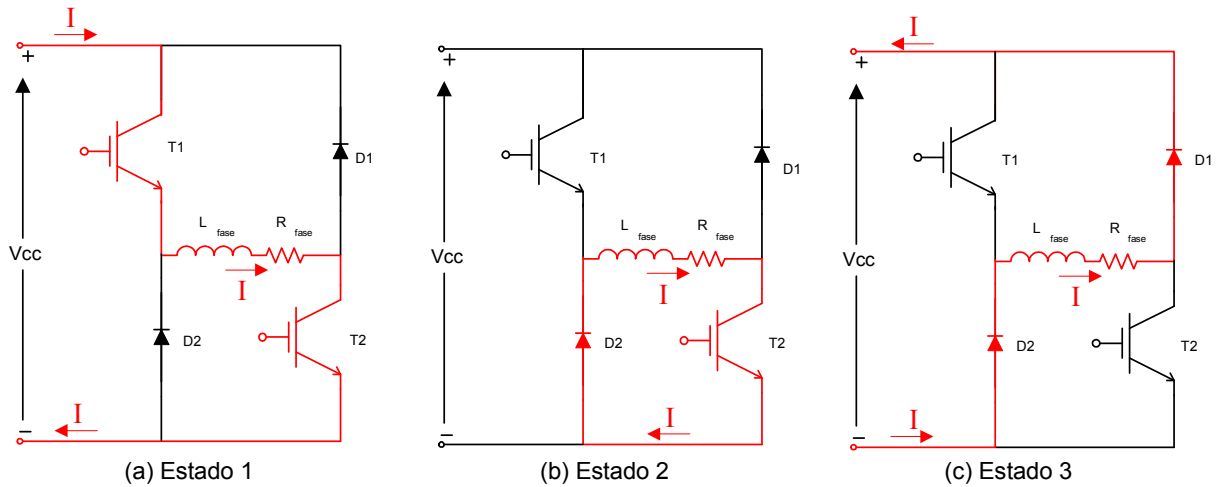 I
+
T1
D1
L fase
R fase
Vcc
I
D2
T2
−
I
(a) Estado 1
+
T1
D1
L fase
R fase
Vcc
I
D2
T2
I
−
(b) Estado 2
I
+
T1
D1
L fase
R fase
Vcc
I
D2
T2
−
I
(c) Estado 3